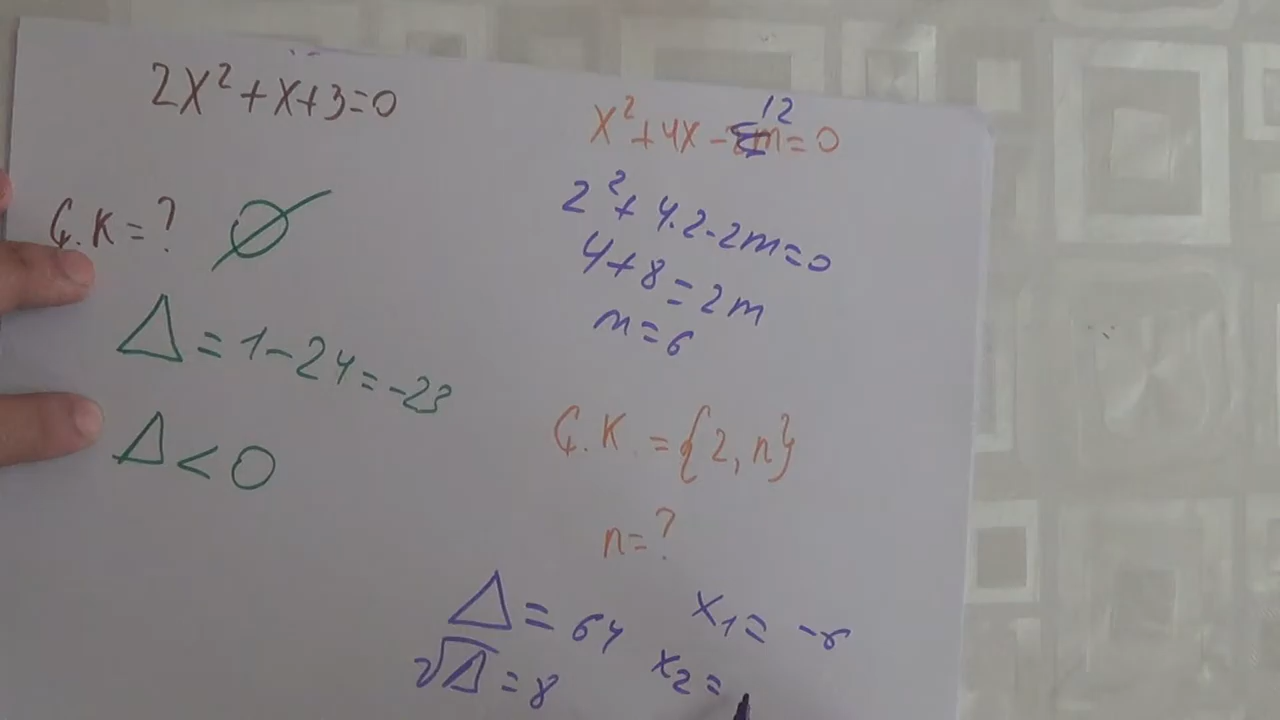 2x²+x+3=0
Ç.K=? ∅
Δ=1-24=-23
Δ<0
12
x²+4x-2m=0
2²+4.2-2m=0
4+8=2m
m=6
Ç.K.={2,n}
n=?
Δ=64
√Δ=8
x₁=-6
x₂=